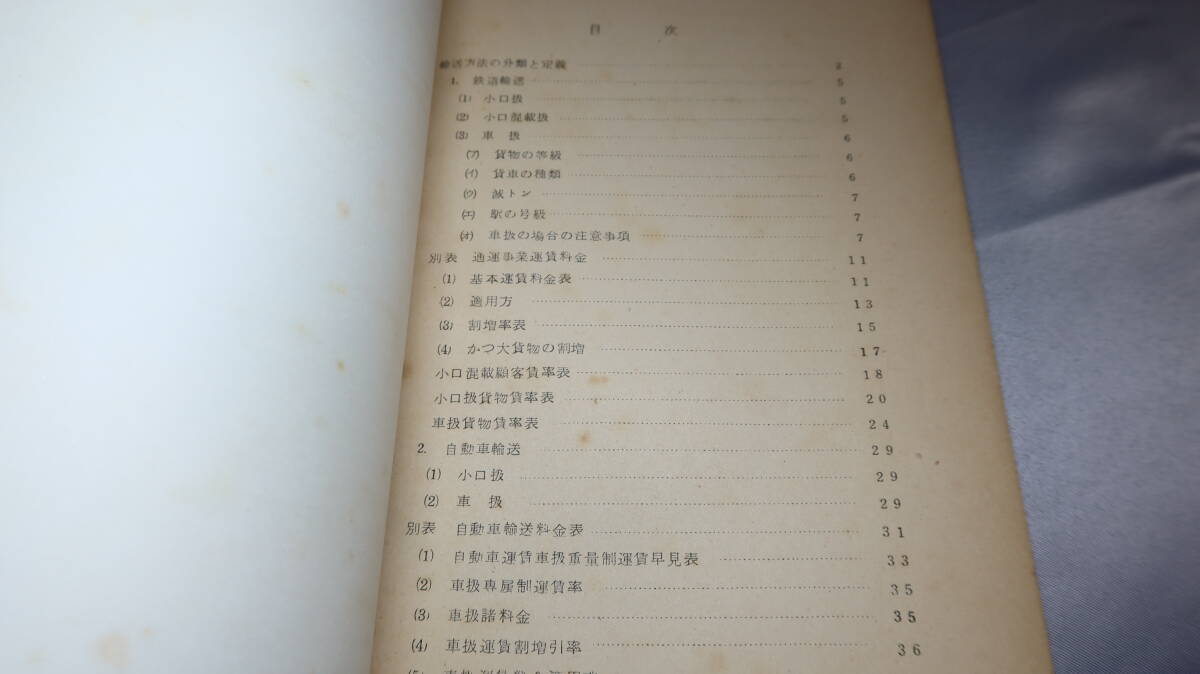 目 次
輸送方法の分類と定義 2
1. 鉄道輸送 5
(1) 小口扱 5
(2) 小口混載扱 5
(3) 車扱 6
(ア) 貨物の等級 6
(イ) 貨車の種類 6
(ウ) 減トン 7
(エ) 駅の号級 7
(オ) 車扱の場合の注意事項 7
別表 通運事業運賃料金 11
(1) 基本運賃料金表 11
(2) 適用方 13
(3) 割増率表 15
(4) かつ大貨物の割増 17
小口混載顧客賃率表 18
小口扱貨物賃率表 20
車扱貨物賃率表 24
2. 自動車輸送 29
(1) 小口扱 29
(2) 車扱 29
別表 自動車輸送料金表 31
(1) 自動車運賃車扱重量制運賃早見表 33
(2) 車扱専属制運賃率 35
(3) 車扱諸料金 35
(4) 車扱運賃割増引率 36
(5) 車扱